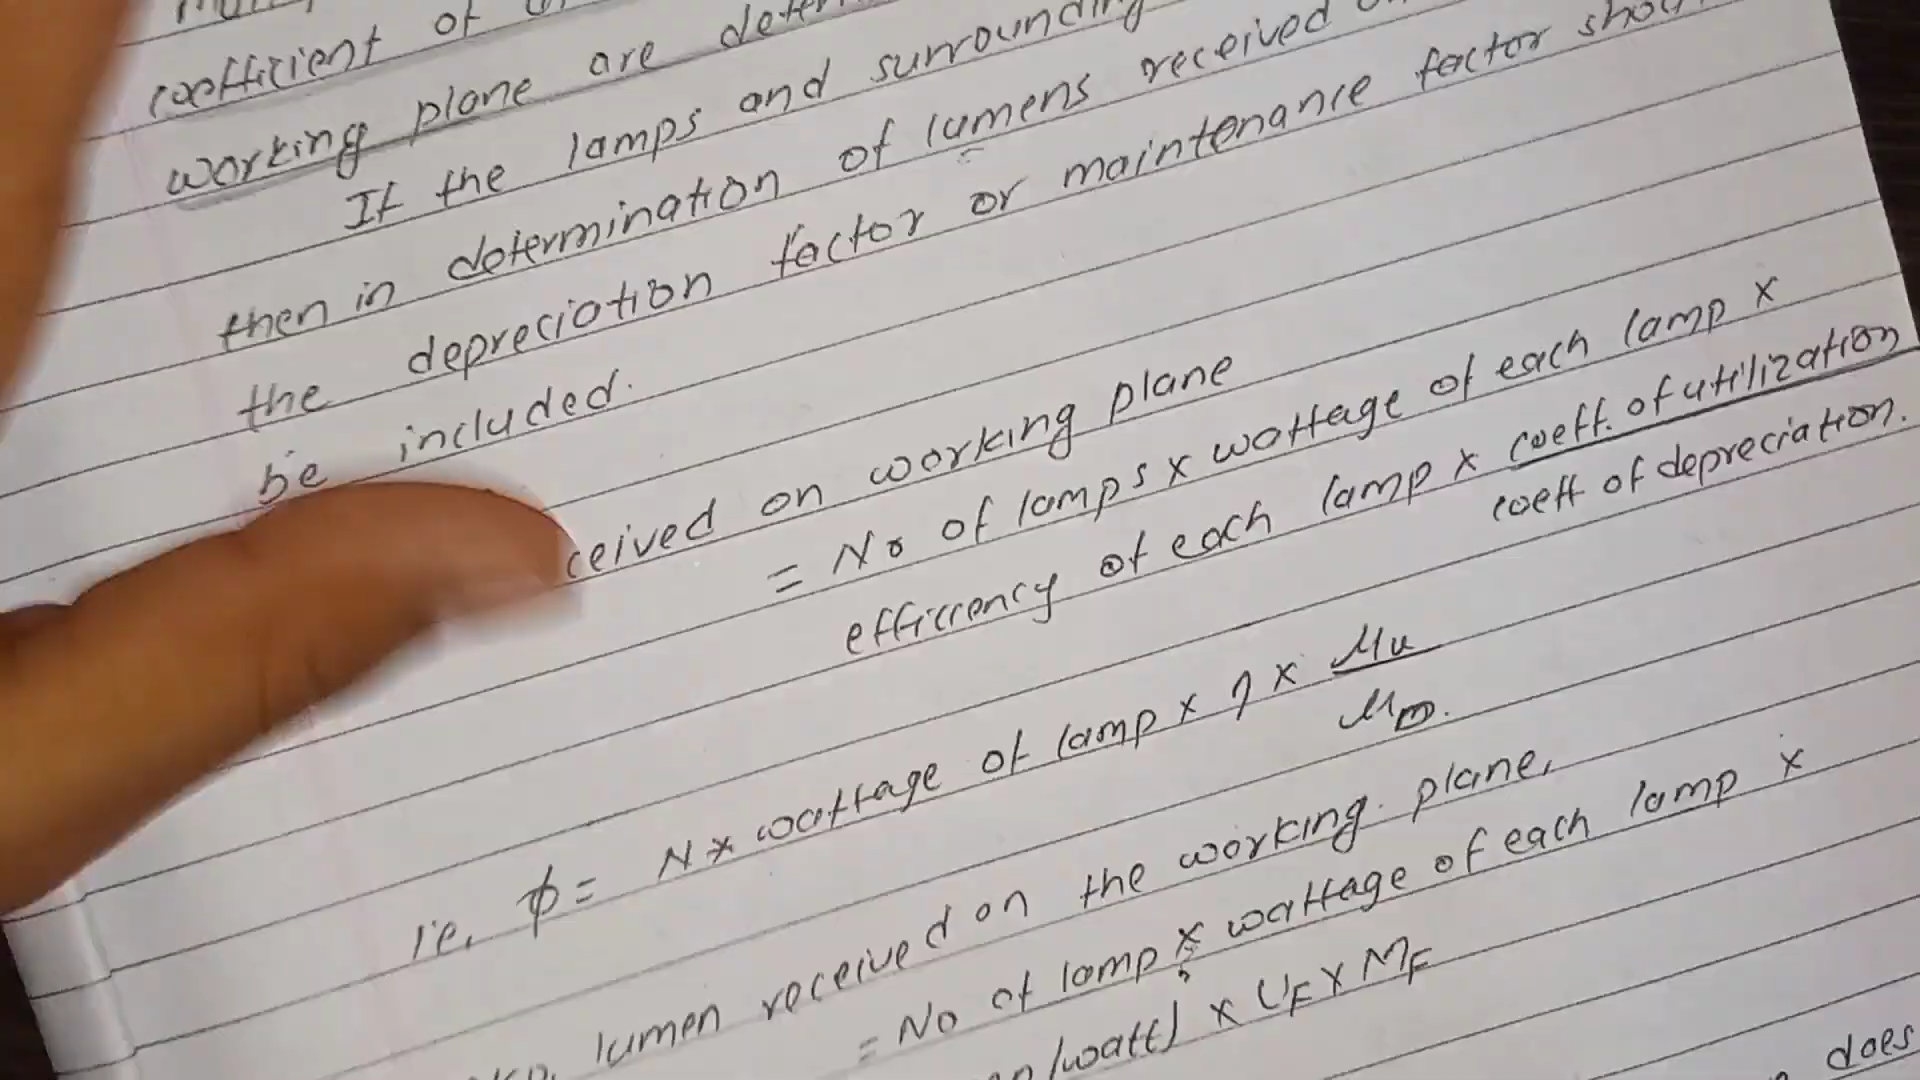 coefficient of
working plane are
If the lamps and surrounding
then in determination of lumens received
the depreciation factor or maintenance factor
be included.
ceived on working plane
= No of lamps x wattage of each lamp x
efficiency of each lamp x coeff. of utilization
coeff of depreciation.
i.e. ϕ = N x wattage of lamp x η x μu
μD.
lumen received on the working plane,
= No of lamp x wattage of each lamp x
/watt) x UF x MF
does